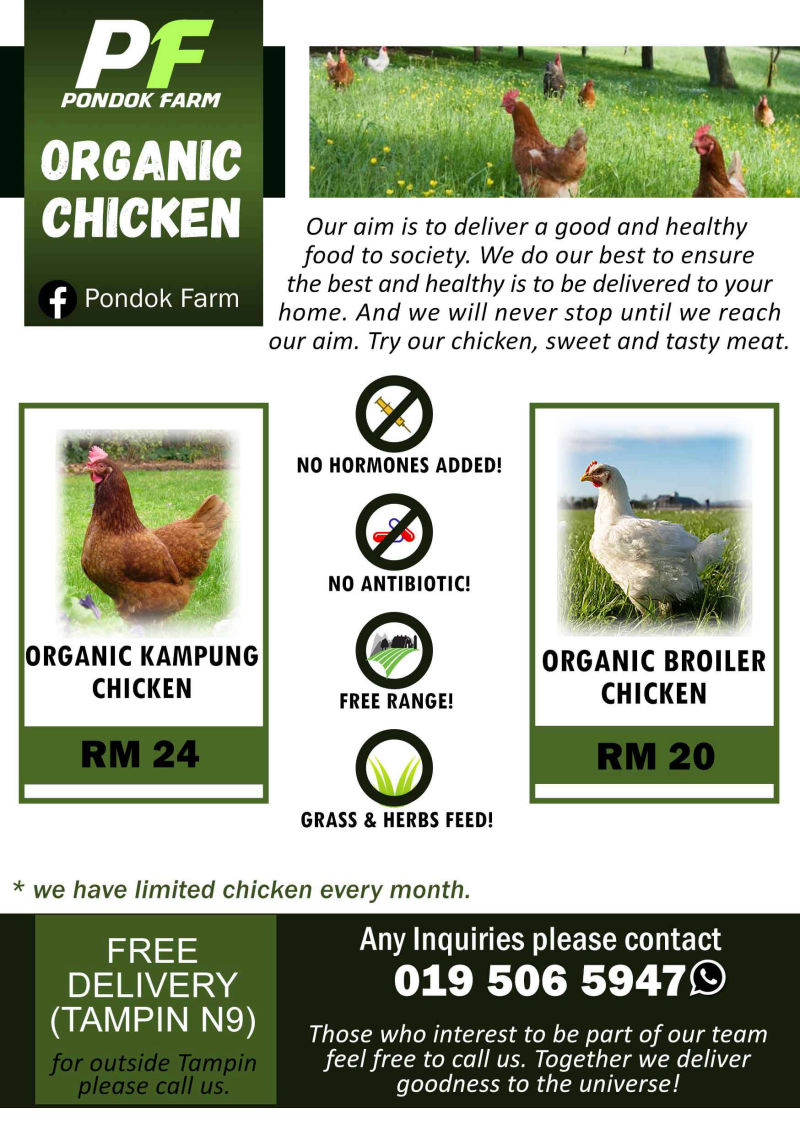 PF
PONDOK FARM
ORGANIC
CHICKEN
Pondok Farm
Our aim is to deliver a good and healthy
food to society. We do our best to ensure
the best and healthy is to be delivered to your
home. And we will never stop until we reach
our aim. Try our chicken, sweet and tasty meat.
ORGANIC KAMPUNG
CHICKEN
RM 24
NO HORMONES ADDED!
NO ANTIBIOTIC!
FREE RANGE!
GRASS & HERBS FEED!
ORGANIC BROILER
CHICKEN
RM 20
* we have limited chicken every month.
FREE
DELIVERY
(TAMPIN N9)
for outside Tampin
please call us.
Any Inquiries please contact
019 506 5947
Those who interest to be part of our team
feel free to call us. Together we deliver
goodness to the universe!